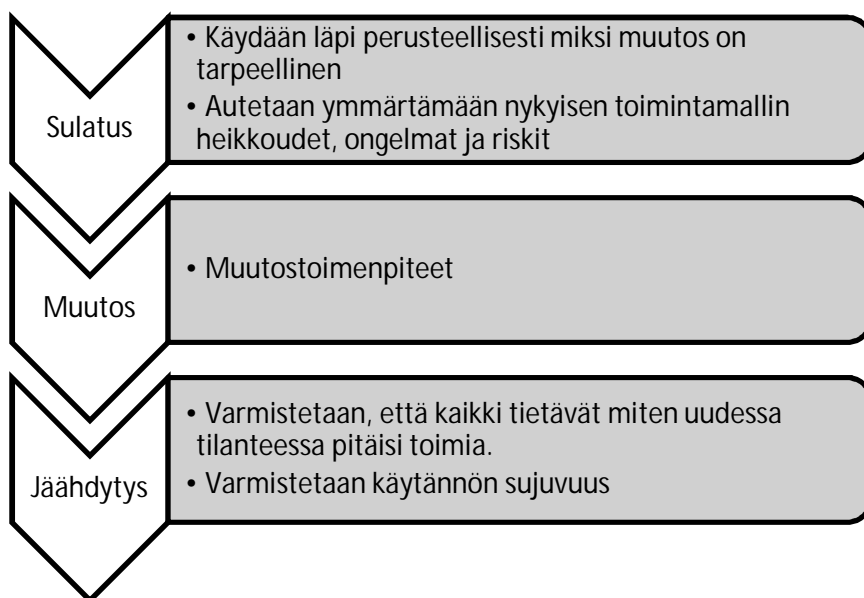 Sulatus
• Käydään läpi perusteellisesti miksi muutos on
tarpeellinen
• Autetaan ymmärtämään nykyisen toimintamallin
heikkoudet, ongelmat ja riskit
Muutos
• Muutostoimenpiteet
Jäähdytys
• Varmistetaan, että kaikki tietävät miten uudessa
tilanteessa pitäisi toimia.
• Varmistetaan käytännön sujuvuus